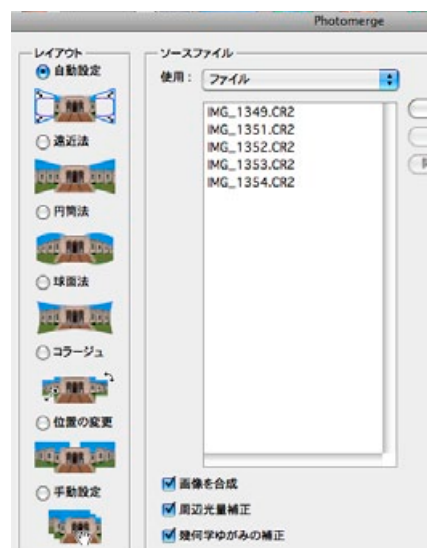 Photomerge
レイアウト
自動設定
遠近法
円筒法
球面法
コラージュ
位置の変更
手動設定
ソースファイル
使用： ファイル
IMG_1349.CR2
IMG_1351.CR2
IMG_1352.CR2
IMG_1353.CR2
IMG_1354.CR2
画像を合成
周辺光量補正
幾何学ゆがみの補正